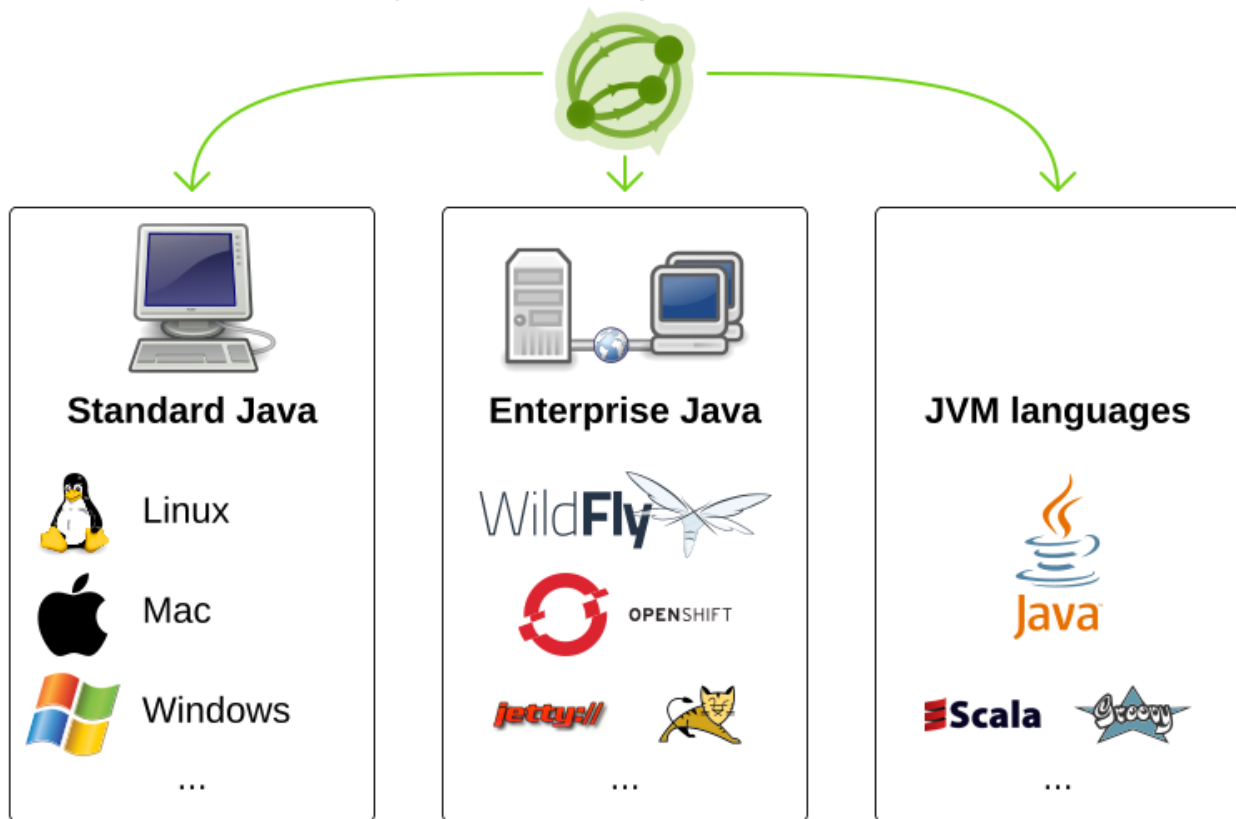 Standard Java
Linux
Mac
Windows
...
Enterprise Java
WildFly
OPENSHIFT
jetty://
...
JVM languages
Java
Scala
Groovy
...